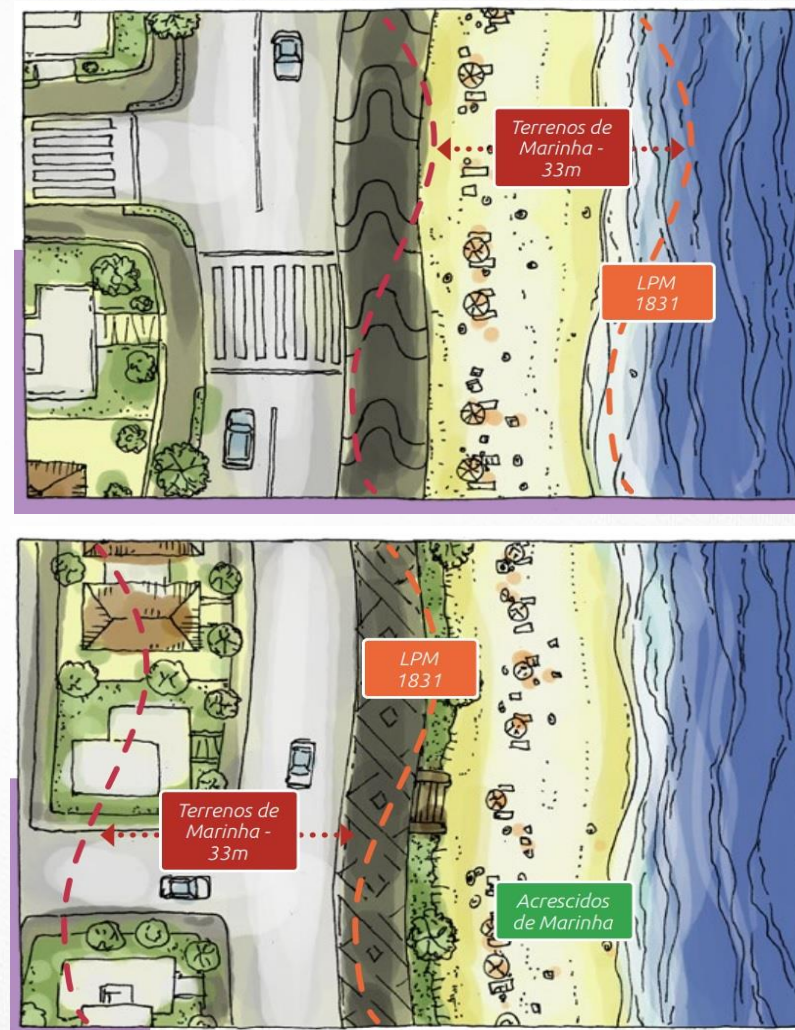 Terrenos de
Marinha -
33m
LPM
1831
LPM
1831
Terrenos de
Marinha -
33m
Acrescidos
de Marinha